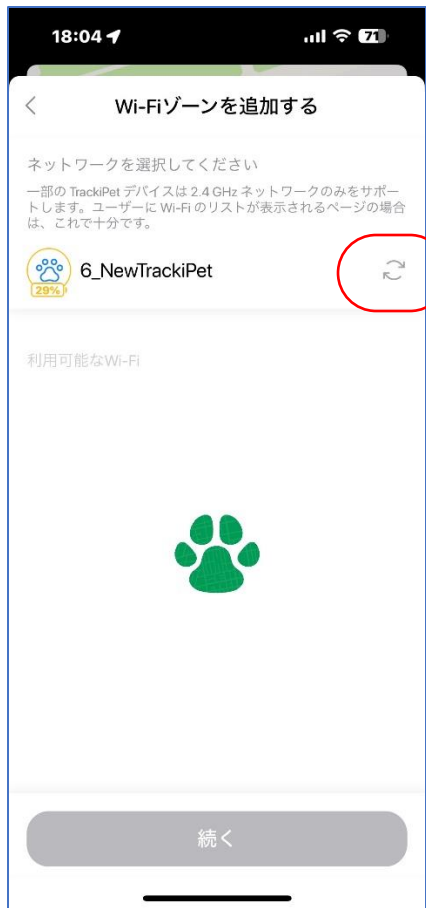 18:04
71
Wi-Fiゾーンを追加する
ネットワークを選択してください
一部の TrackiPet デバイスは 2.4 GHz ネットワークのみをサポー
トします。ユーザーに Wi-Fi のリストが表示されるページの場合
は、これで十分です。
6_NewTrackiPet
29%
利用可能なWi-Fi
続く